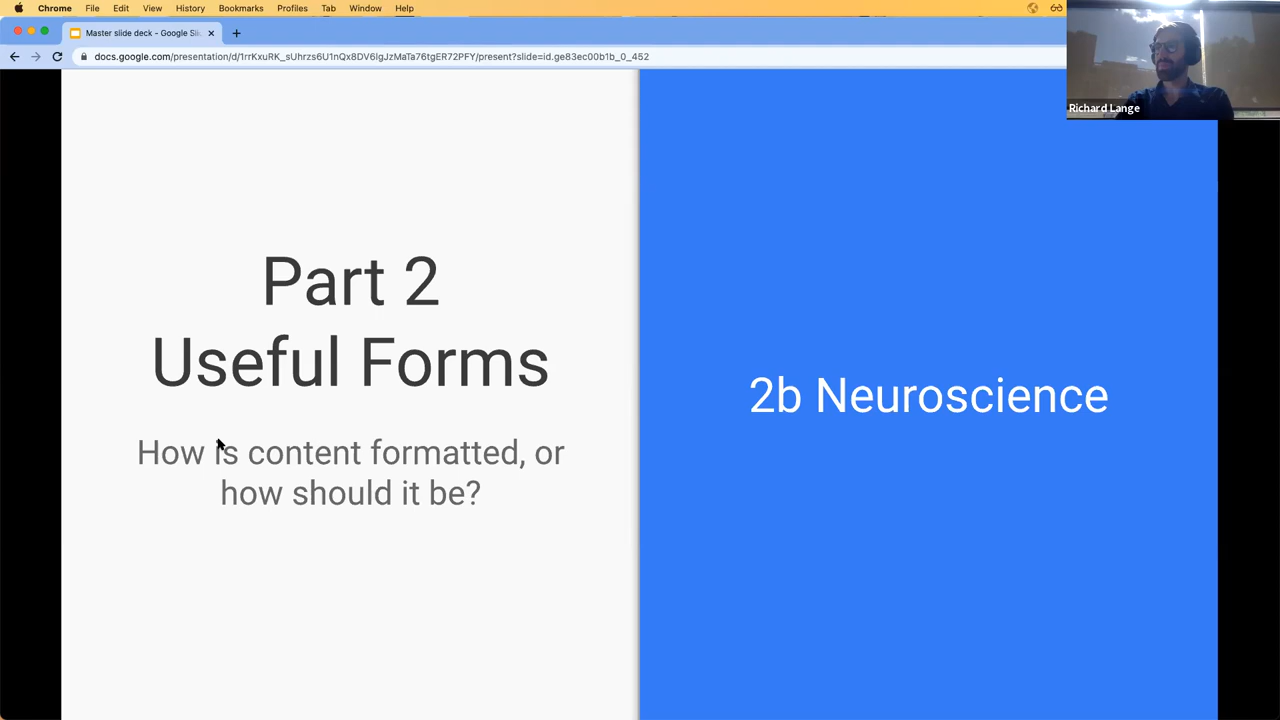 Chrome File Edit View History Bookmarks Profiles Tab Window Help
Master slide deck - Google Sli
docs.google.com/presentation/d/1rrKxuRK_sUhrzs6U1nQx8DV6IgJzMaTa76tgER72PFY/present?slide=id.ge83ec00b1b_0_452
Richard Lange
Part 2
Useful Forms
How is content formatted, or
how should it be?
2b Neuroscience